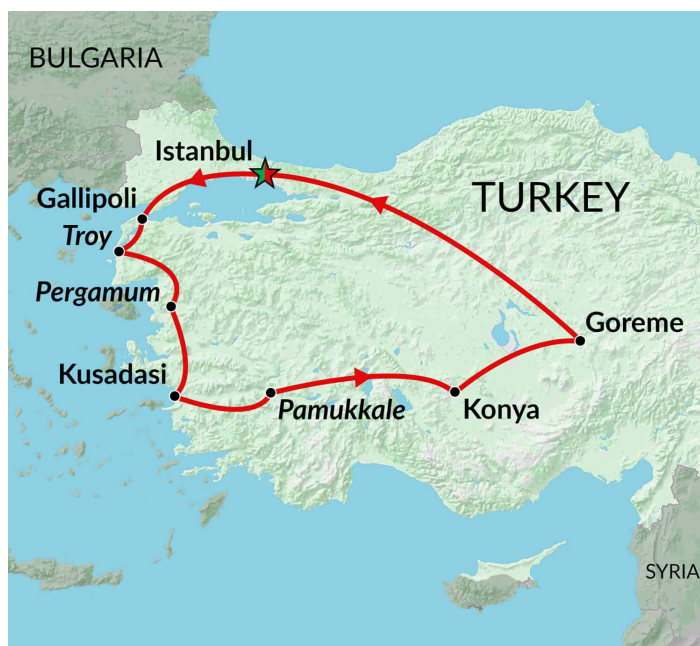 BULGARIA
Istanbul
TURKEY
Gallipoli
Troy
Pergamum
Goreme
Kusadasi
Pamukkale
Konya
SYRIA